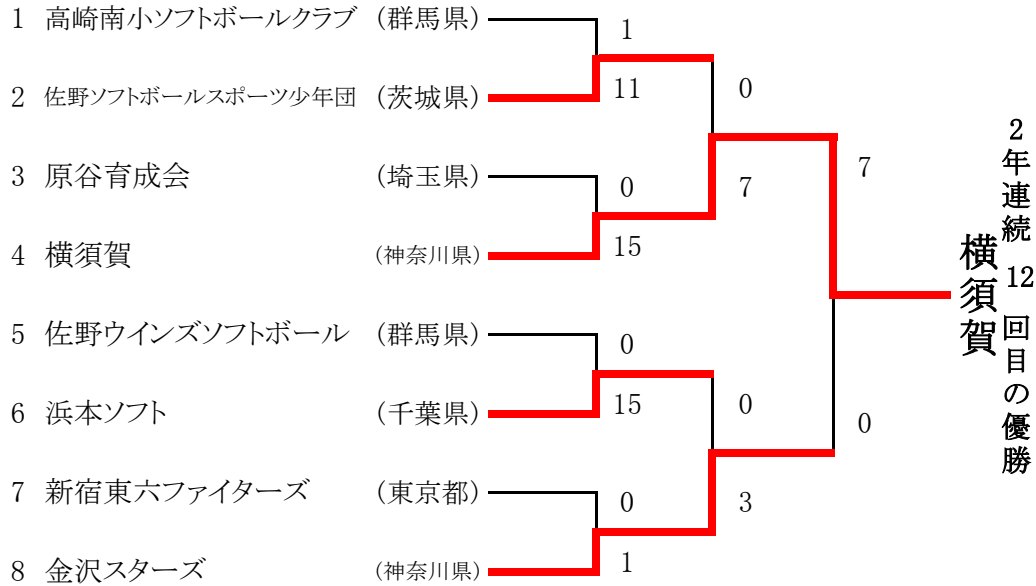 1 高崎南小ソフトボールクラブ (群馬県)
1
2 佐野ソフトボールスポーツ少年団 (茨城県)
11
0
3 原谷育成会 (埼玉県)
0
7
7
4 横須賀 (神奈川県)
15
5 佐野ウインズソフトボール (群馬県)
0
6 浜本ソフト (千葉県)
15
0
0
7 新宿東六ファイターズ (東京都)
0
3
8 金沢スターズ (神奈川県)
1
横須賀
2年連続 12 回目の優勝